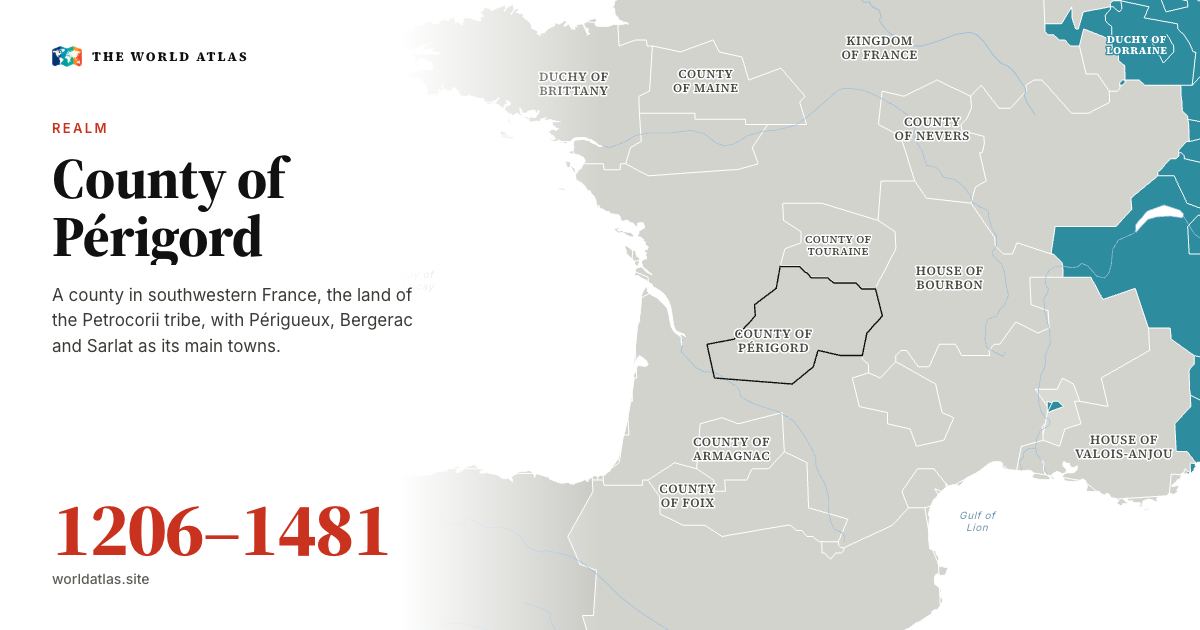 THE WORLD ATLAS
REALM
County of
Périgord
A county in southwestern France, the land of
the Petrocorii tribe, with Périgueux, Bergerac
and Sarlat as its main towns.
1206–1481
worldatlas.site
DUCHY OF
BRITTANY
COUNTY
OF MAINE
KINGDOM
OF FRANCE
DUCHY OF
LORRAINE
COUNTY
OF NEVERS
COUNTY OF
TOURAINE
HOUSE OF
BOURBON
COUNTY OF
PÉRIGORD
COUNTY OF
ARMAGNAC
COUNTY
OF FOIX
HOUSE OF
VALOIS-ANJOU
Gulf of
Lion